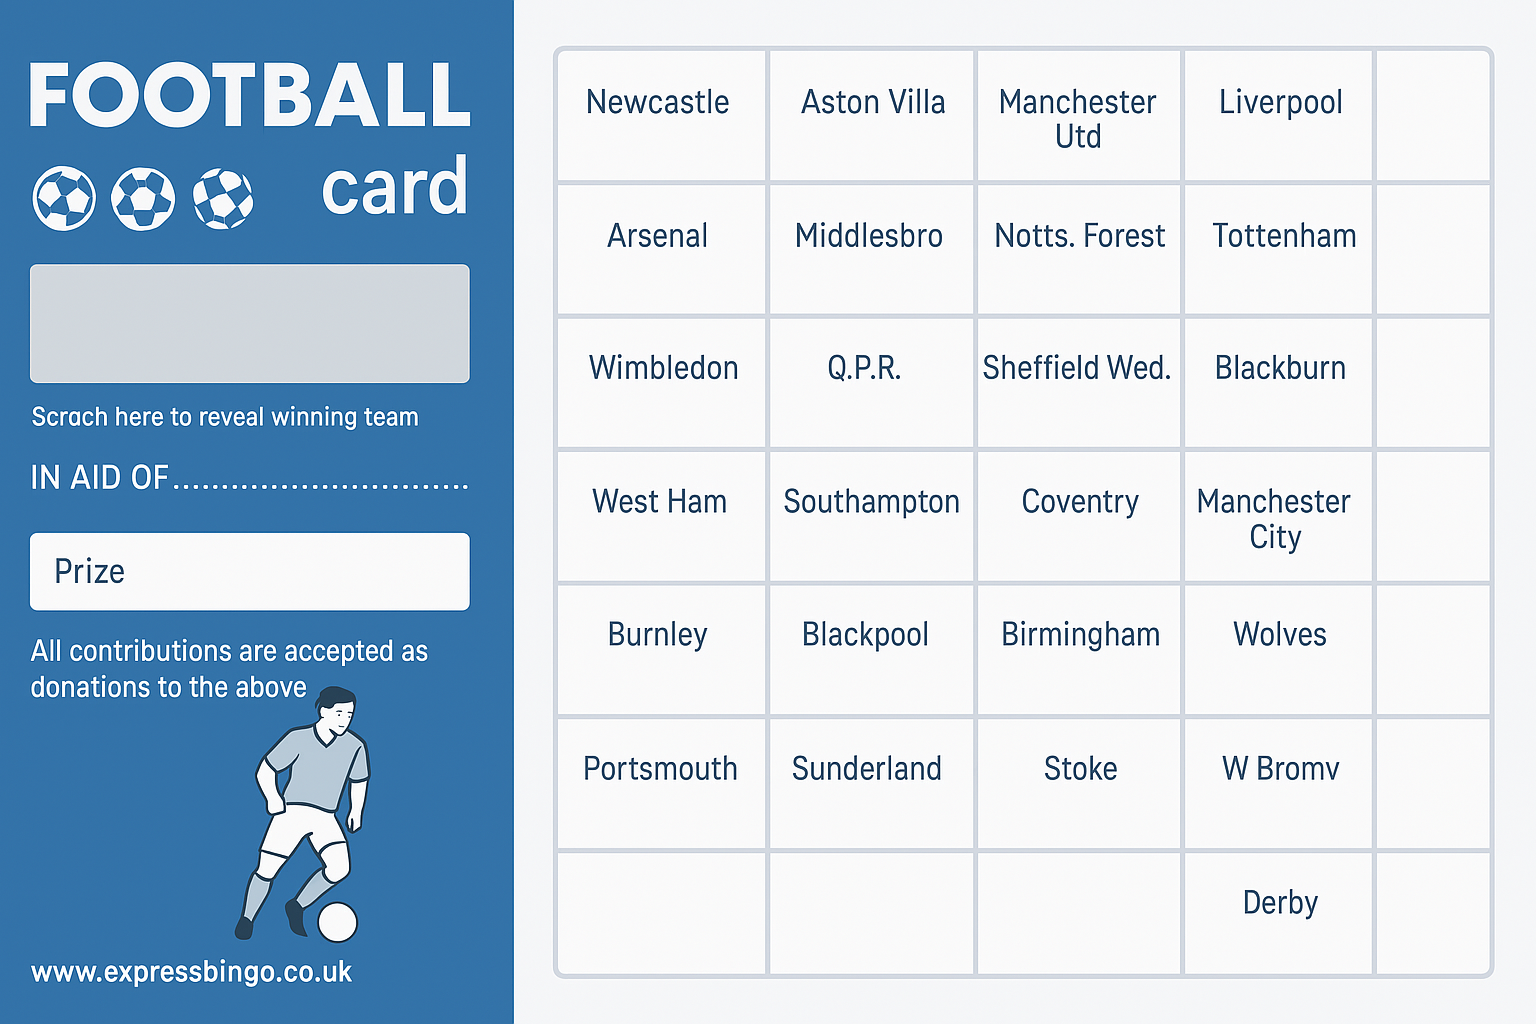 FOOTBALL
card
Scrach here to reveal winning team
IN AID OF..............................
Prize
All contributions are accepted as
donations to the above
www.expressbingo.co.uk
Newcastle Aston Villa Manchester Utd Liverpool
Arsenal Middlesbro Notts. Forest Tottenham
Wimbledon Q.P.R. Sheffield Wed. Blackburn
West Ham Southampton Coventry Manchester City
Burnley Blackpool Birmingham Wolves
Portsmouth Sunderland Stoke W Bromv
Derby